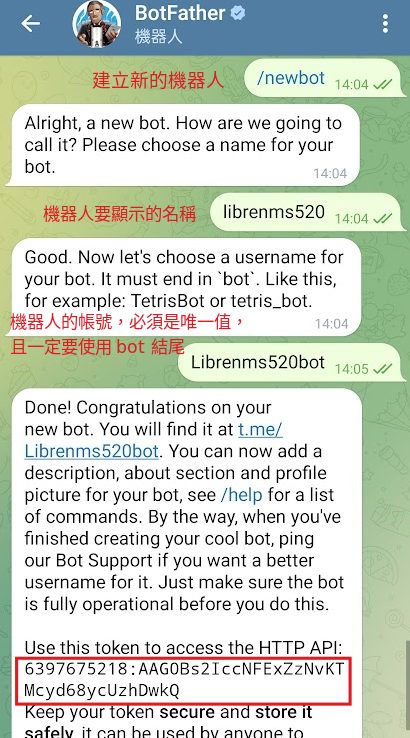 BotFather
機器人
建立新的機器人
/newbot 14:04
Alright, a new bot. How are we going to
call it? Please choose a name for your
bot.
14:04
機器人要顯示的名稱
librenms520 14:04
Good. Now let's choose a username for
your bot. It must end in `bot`. Like this,
for example: TetrisBot or tetris_bot.
14:04
機器人的帳號，必須是唯一值，
且一定要使用 bot 結尾
Librenms520bot 14:05
Done! Congratulations on your
new bot. You will find it at t.me/
Librenms520bot. You can now add a
description, about section and profile
picture for your bot, see /help for a list
of commands. By the way, when you've
finished creating your cool bot, ping
our Bot Support if you want a better
username for it. Just make sure the bot
is fully operational before you do this.
Use this token to access the HTTP API:
6397675218:AAG0Bs2IccNFExZzNvKT
Mcyd68ycUzhDwkQ
Keep your token secure and store it
safely, it can be used by anyone to